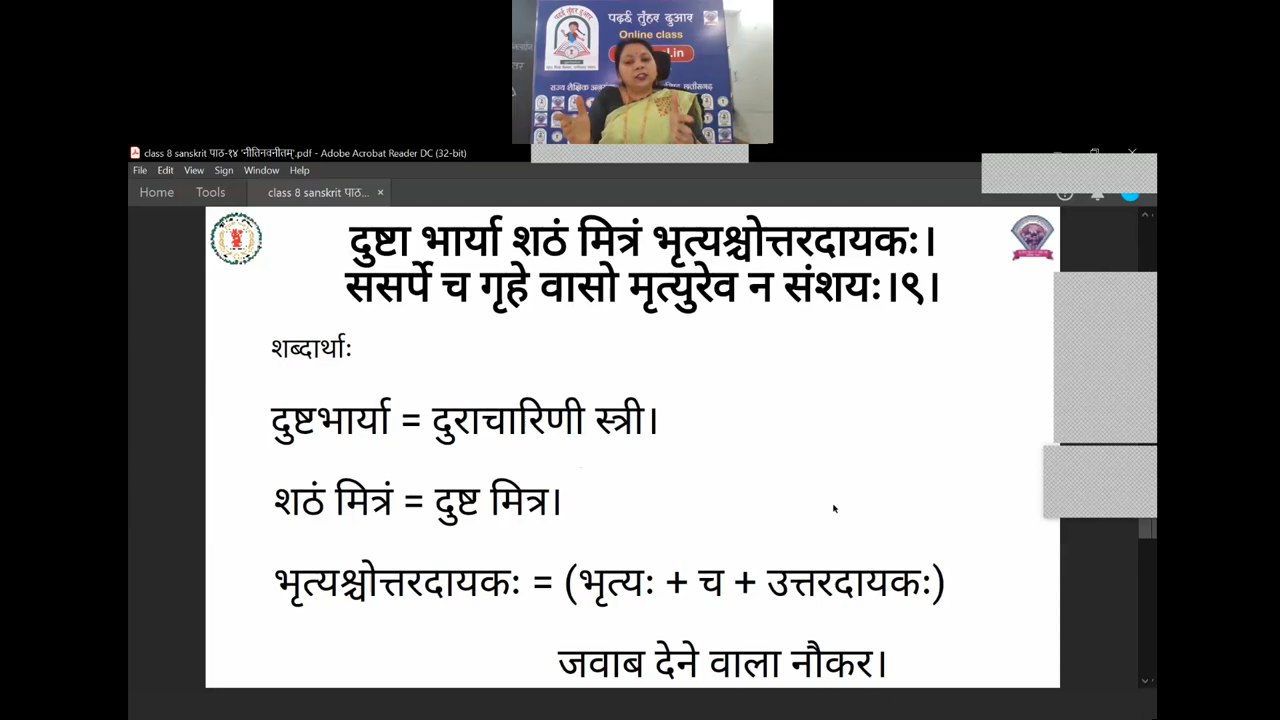 पढ़ई तुंहर दुआर
Online class
class 8 sanskrit पाठ-१४ 'नीतिनवनीतम्'.pdf - Adobe Acrobat Reader DC (32-bit)
File Edit View Sign Window Help
Home Tools class 8 sanskrit पाठ... ×
दुष्टा भार्या शठं मित्रं भृत्यश्चोत्तरदायकः।
ससर्पे च गृहे वासो मृत्युरेव न संशयः।९।
शब्दार्थाः
दुष्टभार्या = दुराचारिणी स्त्री।
शठं मित्रं = दुष्ट मित्र।
भृत्यश्चोत्तरदायकः = (भृत्यः + च + उत्तरदायकः)
जवाब देने वाला नौकर।